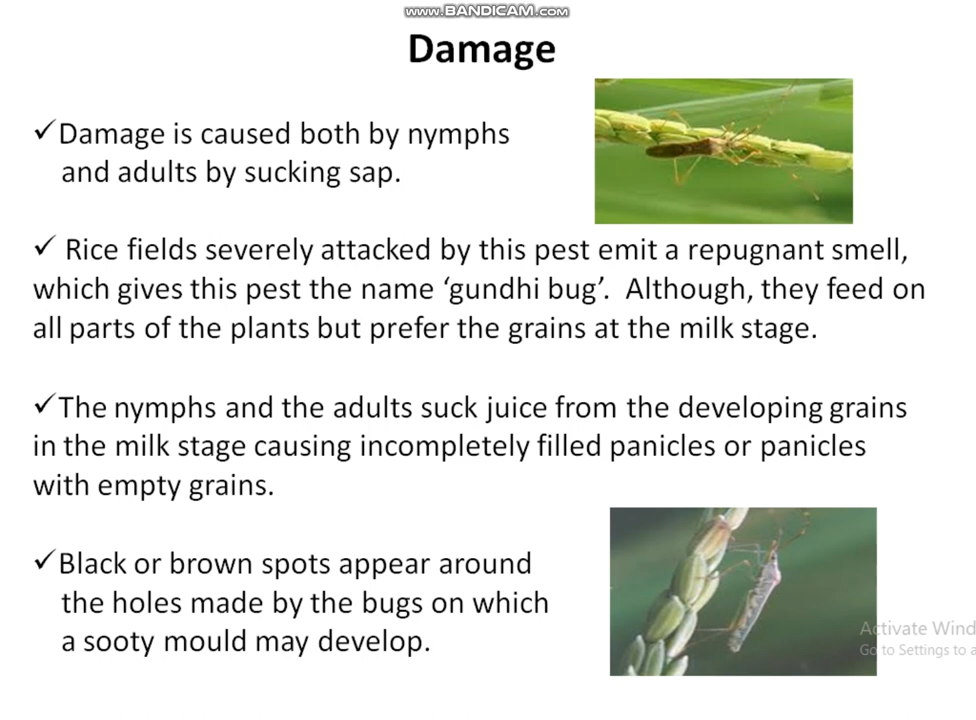 www.BANDICAM.com
Damage
✓Damage is caused both by nymphs
and adults by sucking sap.
✓ Rice fields severely attacked by this pest emit a repugnant smell,
which gives this pest the name ‘gundhi bug’.  Although, they feed on
all parts of the plants but prefer the grains at the milk stage.
✓The nymphs and the adults suck juice from the developing grains
in the milk stage causing incompletely filled panicles or panicles
with empty grains.
✓Black or brown spots appear around
the holes made by the bugs on which
a sooty mould may develop.
Activate Wind
Go to Settings to a